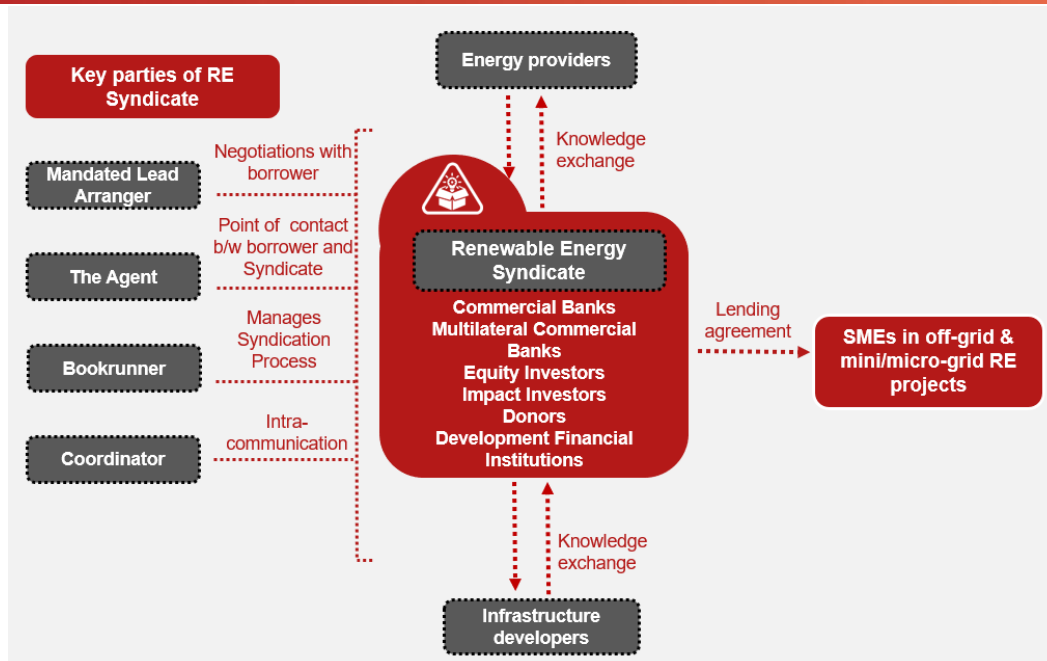 Key parties of RE
Syndicate
Mandated Lead
Arranger
Negotiations with
borrower
The Agent
Point of contact
b/w borrower and
Syndicate
Bookrunner
Manages
Syndication
Process
Coordinator
Intra-
communication
Energy providers
Knowledge
exchange
Renewable Energy
Syndicate
Commercial Banks
Multilateral Commercial
Banks
Equity Investors
Impact Investors
Donors
Development Financial
Institutions
Lending
agreement
SMEs in off-grid &
mini/micro-grid RE
projects
Knowledge
exchange
Infrastructure
developers